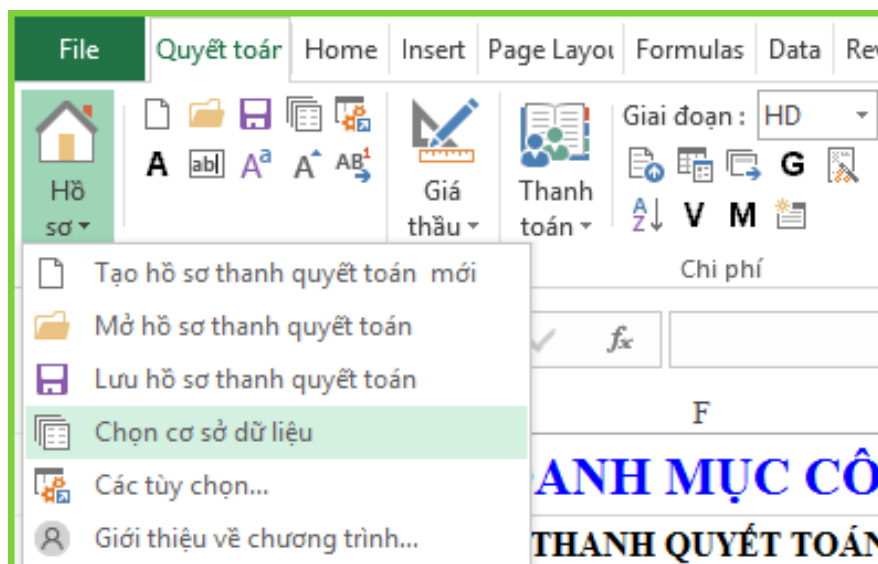 File Quyết toán Home Insert Page Layou Formulas Data Rev
Giai đoạn : HD
A ab| Aª A^ AB1
G
Hồ sơ
Giá thầu
Thanh toán
A Z V M
Chi phí
Tạo hồ sơ thanh quyết toán mới
Mở hồ sơ thanh quyết toán
Lưu hồ sơ thanh quyết toán
Chọn cơ sở dữ liệu
Các tùy chọn...
Giới thiệu về chương trình...
fx
F
ANH MỤC CÔ
THANH QUYẾT TOÁN